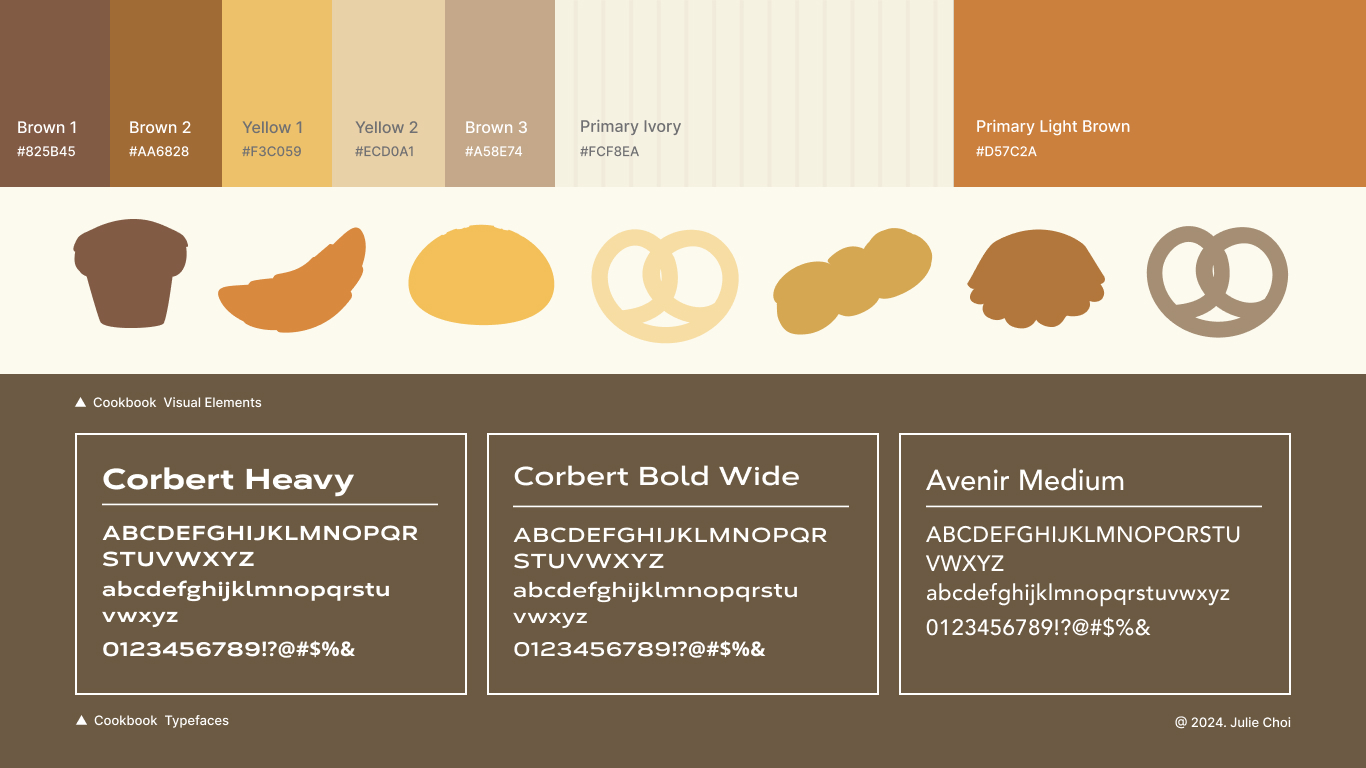 Brown 1
#825B45
Brown 2
#AA6828
Yellow 1
#F3C059
Yellow 2
#ECD0A1
Brown 3
#A58E74
Primary Ivory
#FCF8EA
Primary Light Brown
#D57C2A
▲ Cookbook Visual Elements
Corbert Heavy
ABCDEFGHIJKLMNOPQR
STUVWXYZ
abcdefghijklmnopqrstu
vwxyz
0123456789!?@#$%&
Corbert Bold Wide
ABCDEFGHIJKLMNOPQR
STUVWXYZ
abcdefghijklmnopqrstu
vwxyz
0123456789!?@#$%&
Avenir Medium
ABCDEFGHIJKLMNOPQRSTU
VWXYZ
abcdefghijklmnopqrstuvwxyz
0123456789!?@#$%&
▲ Cookbook Typefaces
@ 2024. Julie Choi